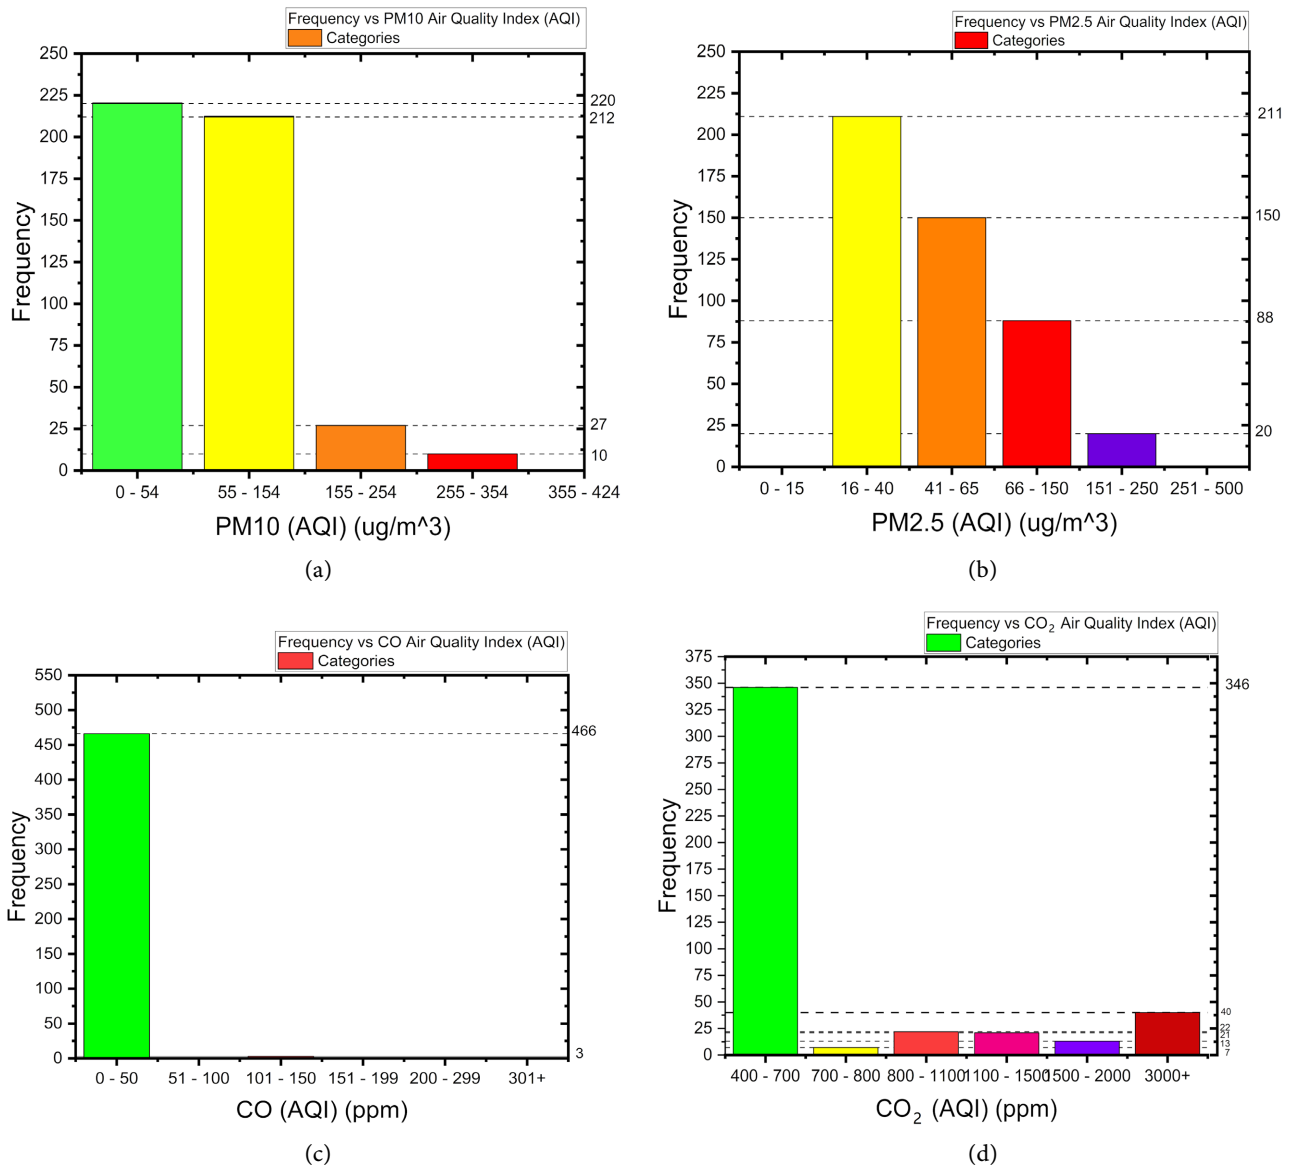 Frequency vs PM10 Air Quality Index (AQI)
Categories
250
225
200
175
150
125
100
75
50
25
0
220
212
27
10
Frequency
0 - 54
55 - 154
155 - 254
255 - 354
355 - 424
PM10 (AQI) (ug/m^3)
(a)
Frequency vs PM2.5 Air Quality Index (AQI)
Categories
250
225
200
175
150
125
100
75
50
25
0
211
150
88
20
Frequency
0 - 15
16 - 40
41 - 65
66 - 150
151 - 250
251 - 500
PM2.5 (AQI) (ug/m^3)
(b)
Frequency vs CO Air Quality Index (AQI)
Categories
550
500
450
400
350
300
250
200
150
100
50
0
466
3
Frequency
0 - 50
51 - 100
101 - 150
151 - 199
200 - 299
301+
CO (AQI) (ppm)
(c)
Frequency vs CO₂ Air Quality Index (AQI)
Categories
375
350
325
300
275
250
225
200
175
150
125
100
75
50
25
0
346
40
22
21
13
7
Frequency
400 - 700
700 - 800
800 - 1100
1100 - 1500
1500 - 2000
3000+
CO₂ (AQI) (ppm)
(d)